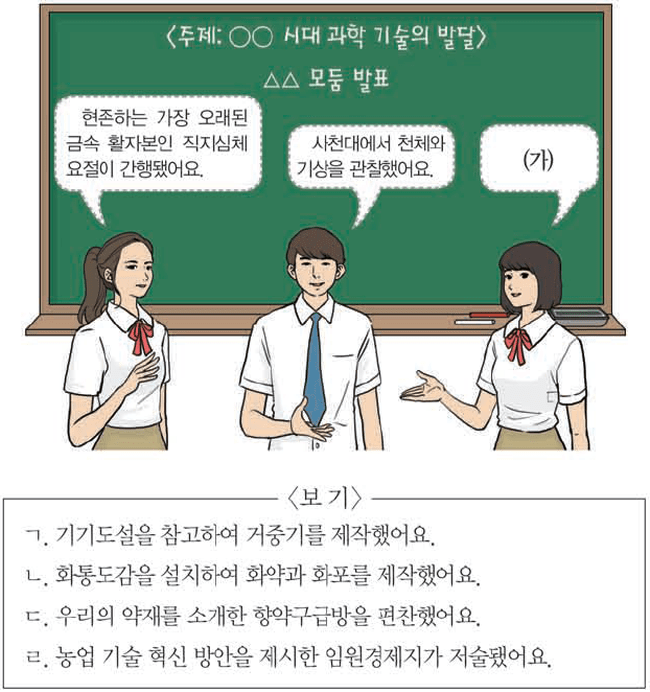 〈주제: ○○ 시대 과학 기술의 발달〉
△△ 모둠 발표
현존하는 가장 오래된
금속 활자본인 직지심체
요절이 간행됐어요.
사천대에서 천체와
기상을 관찰했어요.
(가)
〈보 기〉
ㄱ. 기기도설을 참고하여 거중기를 제작했어요.
ㄴ. 화통도감을 설치하여 화약과 화포를 제작했어요.
ㄷ. 우리의 약재를 소개한 향약구급방을 편찬했어요.
ㄹ. 농업 기술 혁신 방안을 제시한 임원경제지가 저술됐어요.